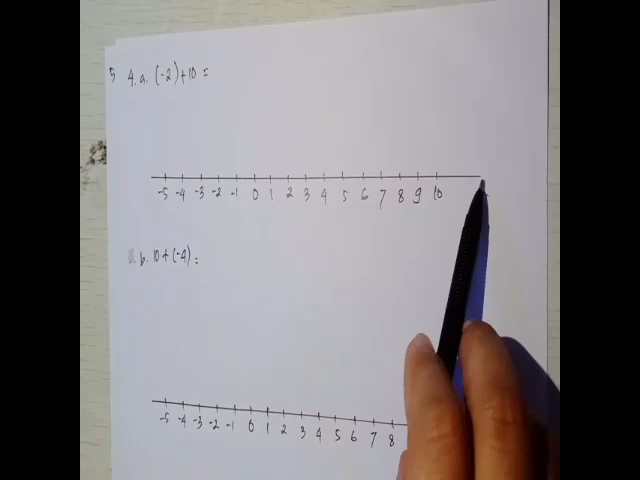 5 4. a. (-2) + 10 =
-5 -4 -3 -2 -1 0 1 2 3 4 5 6 7 8 9 10
b. 10 + (-4) =
-5 -4 -3 -2 -1 0 1 2 3 4 5 6 7 8